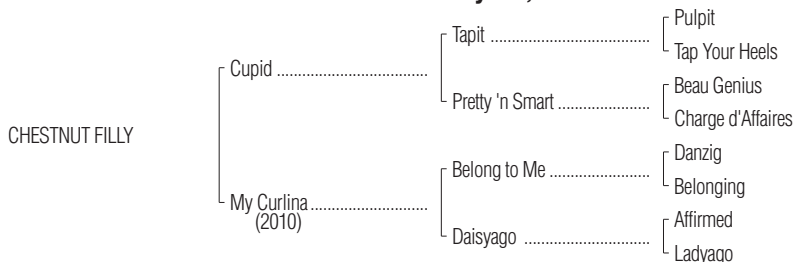 Pulpit
Tapit ........................................
Tap Your Heels
Cupid .....................................
Beau Genius
Pretty 'n Smart .......................
Charge d'Affaires
CHESTNUT FILLY
Danzig
Belong to Me .........................
Belonging
My Curlina ............................
(2010)
Affirmed
Daisyago ...............................
Ladyago